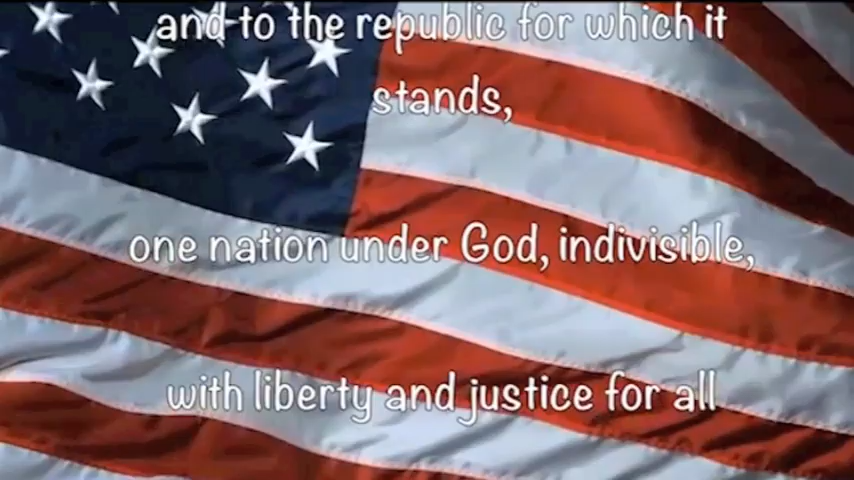 and to the republic for which it
stands,
one nation under God, indivisible,
with liberty and justice for all